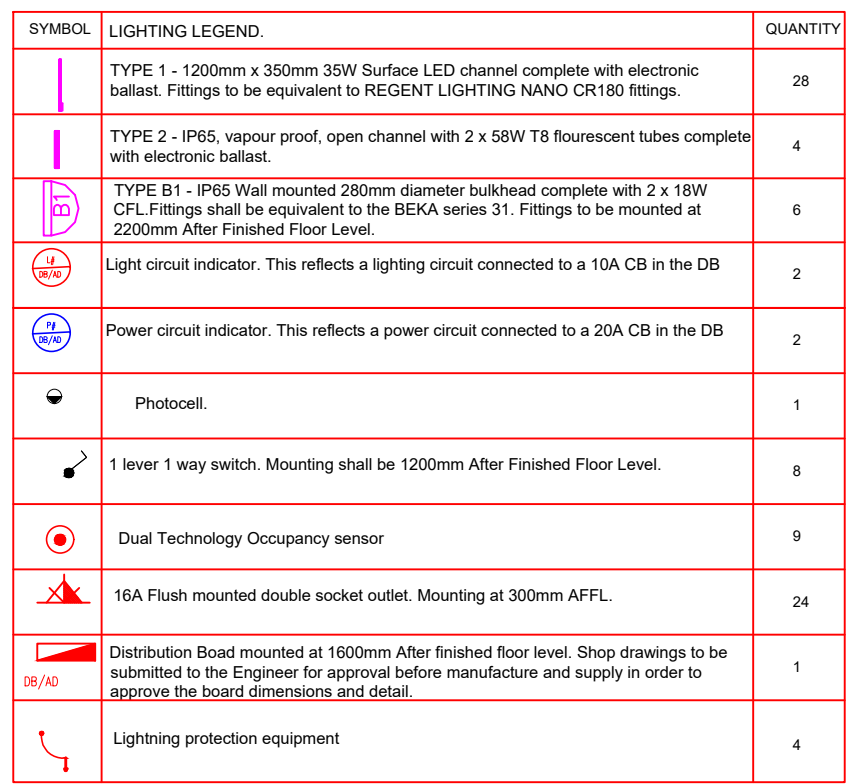 SYMBOL LIGHTING LEGEND. QUANTITY
TYPE 1 - 1200mm x 350mm 35W Surface LED channel complete with electronic
ballast. Fittings to be equivalent to REGENT LIGHTING NANO CR180 fittings.
28
TYPE 2 - IP65, vapour proof, open channel with 2 x 58W T8 flourescent tubes complete
with electronic ballast.
4
B1
TYPE B1 - IP65 Wall mounted 280mm diameter bulkhead complete with 2 x 18W
CFL.Fittings shall be equivalent to the BEKA series 31. Fittings to be mounted at
2200mm After Finished Floor Level.
6
DB/AD
Light circuit indicator. This reflects a lighting circuit connected to a 10A CB in the DB
2
DB/AD
Power circuit indicator. This reflects a power circuit connected to a 20A CB in the DB
2
Photocell.
1
1 lever 1 way switch. Mounting shall be 1200mm After Finished Floor Level.
8
Dual Technology Occupancy sensor
9
16A Flush mounted double socket outlet. Mounting at 300mm AFFL.
24
DB/AD
Distribution Boad mounted at 1600mm After finished floor level. Shop drawings to be
submitted to the Engineer for approval before manufacture and supply in order to
approve the board dimensions and detail.
1
Lightning protection equipment
4